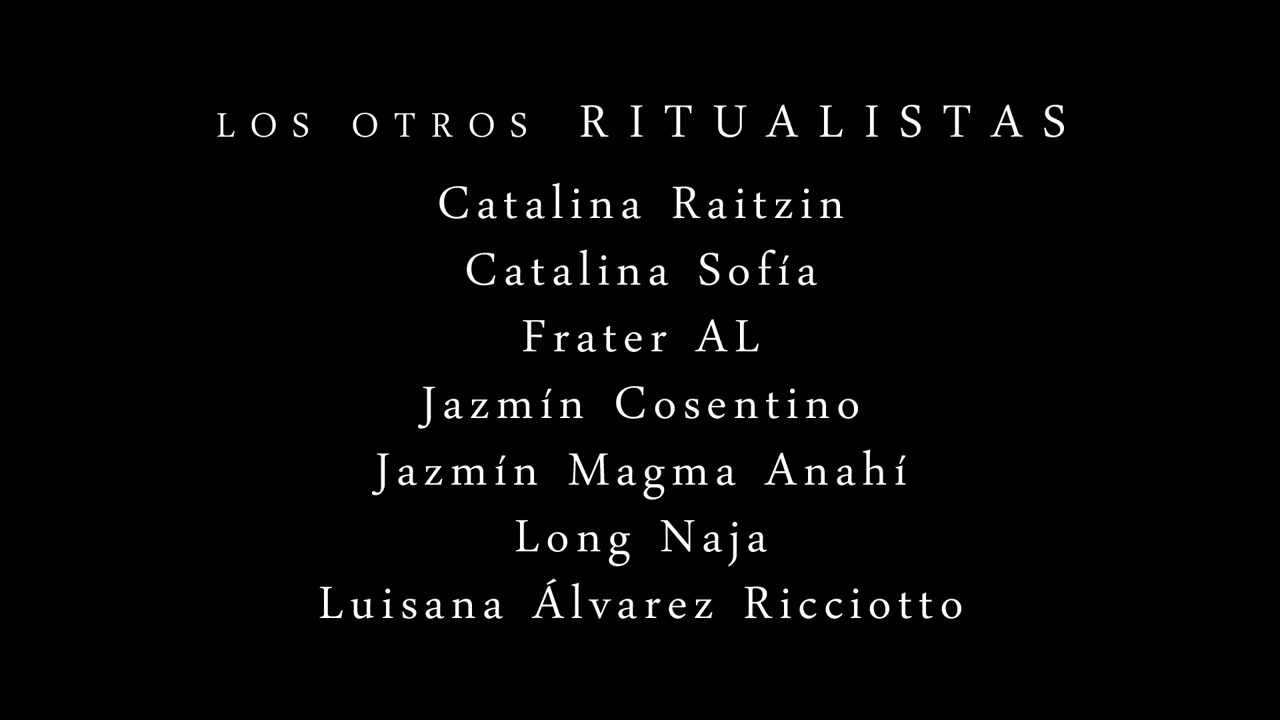 LOS OTROS RITUALISTAS
Catalina Raitzin
Catalina Sofía
Frater AL
Jazmín Cosentino
Jazmín Magma Anahí
Long Naja
Luisana Álvarez Ricciotto